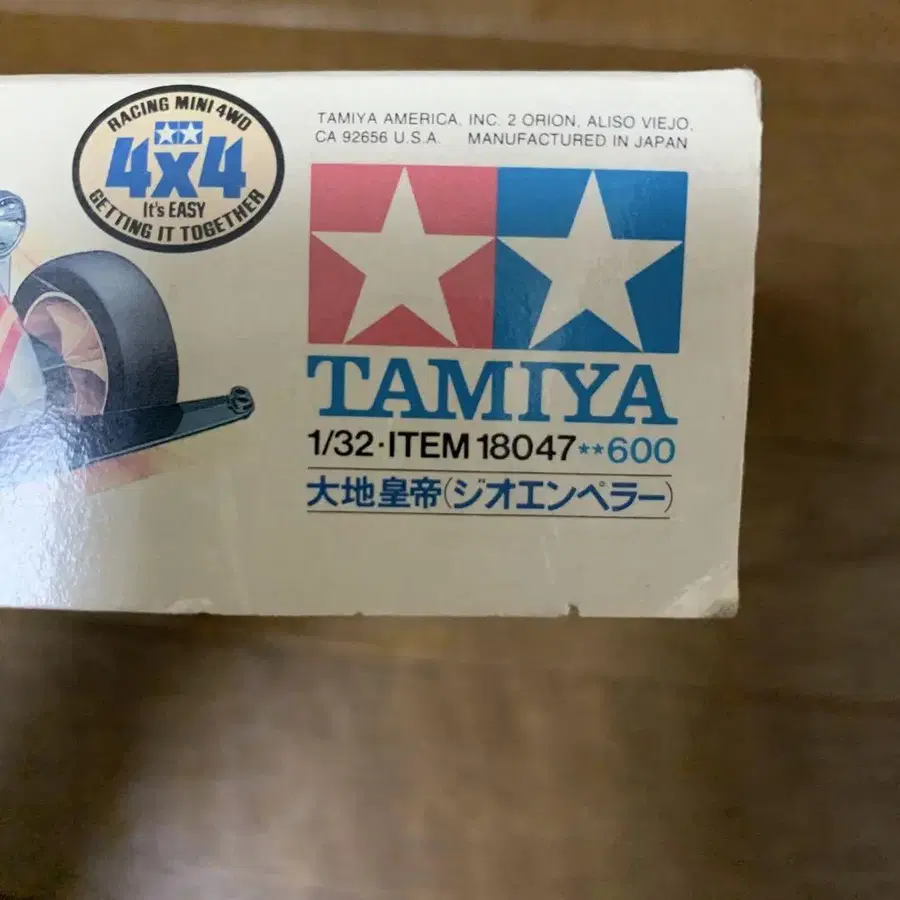 RACING MINI 4WD
4x4
It's EASY
GETTING IT TOGETHER
TAMIYA AMERICA, INC. 2 ORION, ALISO VIEJO,
CA 92656 U.S.A. MANUFACTURED IN JAPAN
TAMIYA
1/32·ITEM 18047**600
大地皇帝(ジオエンペラー)